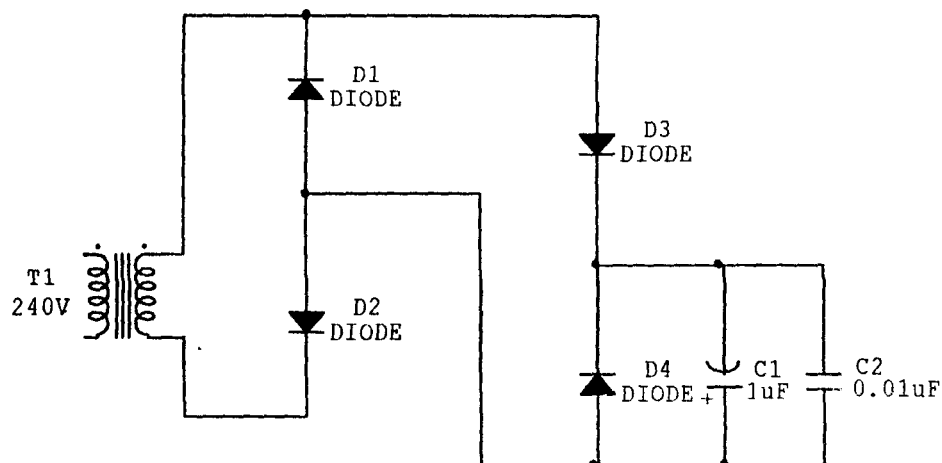 D1
DIODE
D3
DIODE
T1
240V
D2
DIODE
D4
DIODE
+
C1
1uF
C2
0.01uF